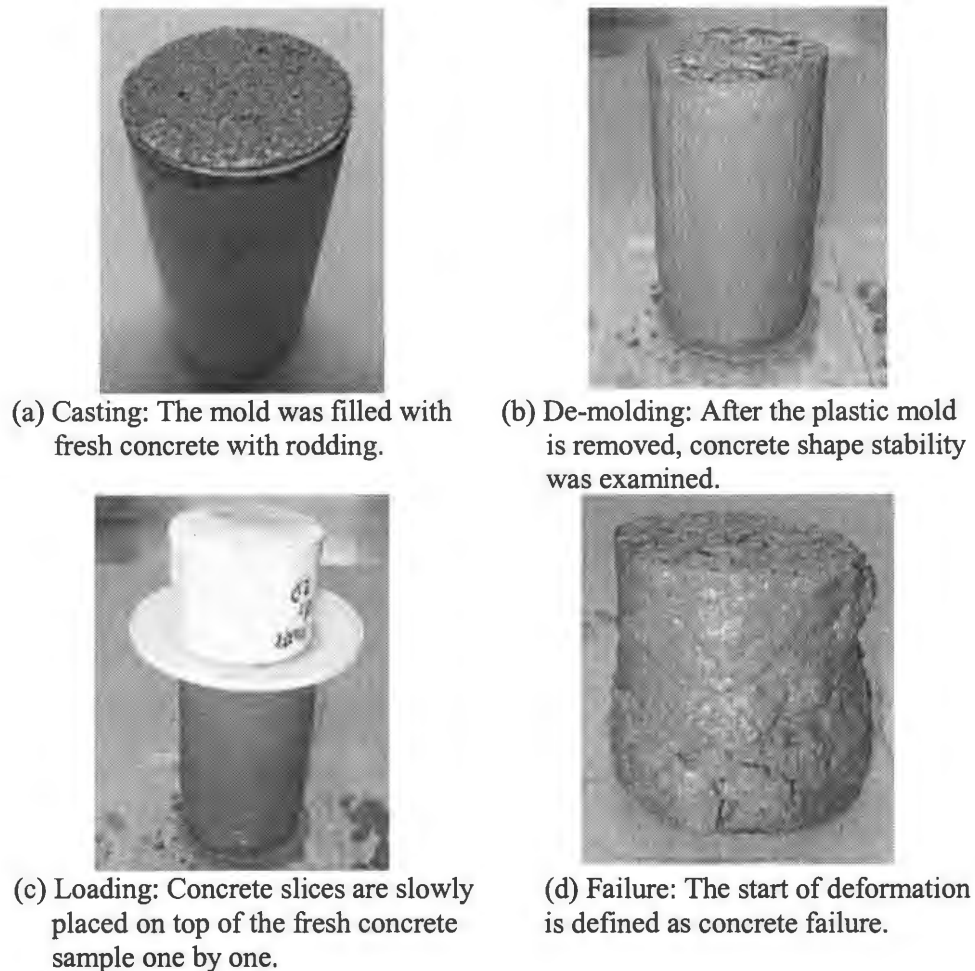 (a) Casting: The mold was filled with
fresh concrete with rodding.
(b) De-molding: After the plastic mold
is removed, concrete shape stability
was examined.
(c) Loading: Concrete slices are slowly
placed on top of the fresh concrete
sample one by one.
(d) Failure: The start of deformation
is defined as concrete failure.